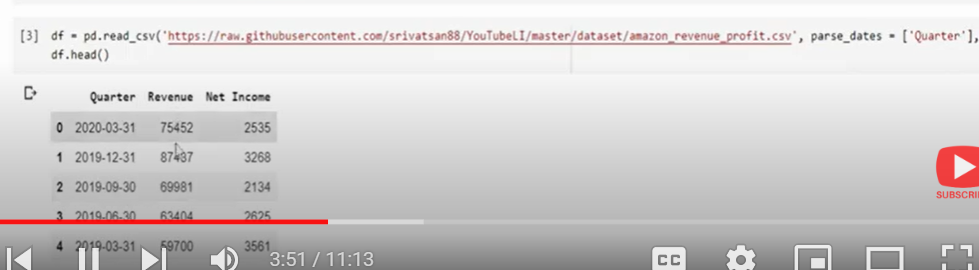 [3] df = pd.read_csv('https://raw.githubusercontent.com/srivatsan88/YouTubeLI/master/dataset/amazon_revenue_profit.csv', parse_dates = ['Quarter'],
df.head()
Quarter Revenue Net Income
0 2020-03-31 75452 2535
1 2019-12-31 87437 3268
2 2019-09-30 69981 2134
3 2019-06-30 63404 2625
4 2019-03-31 59700 3561
SUBSCRI
3:51 / 11:13
CC